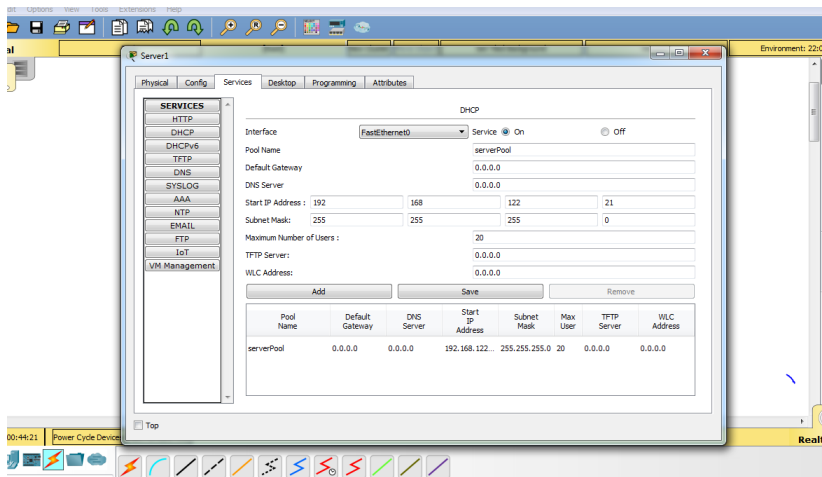 Edit Options View Tools Extensions Help
Environment: 22:0
Server1
Physical Config Services Desktop Programming Attributes
SERVICES
HTTP
DHCP
DHCPv6
TFTP
DNS
SYSLOG
AAA
NTP
EMAIL
FTP
IoT
VM Management
DHCP
Interface FastEthernet0 Service On Off
Pool Name serverPool
Default Gateway 0.0.0.0
DNS Server 0.0.0.0
Start IP Address : 192 168 122 21
Subnet Mask: 255 255 255 0
Maximum Number of Users : 20
TFTP Server: 0.0.0.0
WLC Address: 0.0.0.0
Add Save Remove
Pool Name Default Gateway DNS Server Start IP Address Subnet Mask Max User TFTP Server WLC Address
serverPool 0.0.0.0 0.0.0.0 192.168.122... 255.255.255.0 20 0.0.0.0 0.0.0.0
Top
00:44:21 Power Cycle Device
Realt